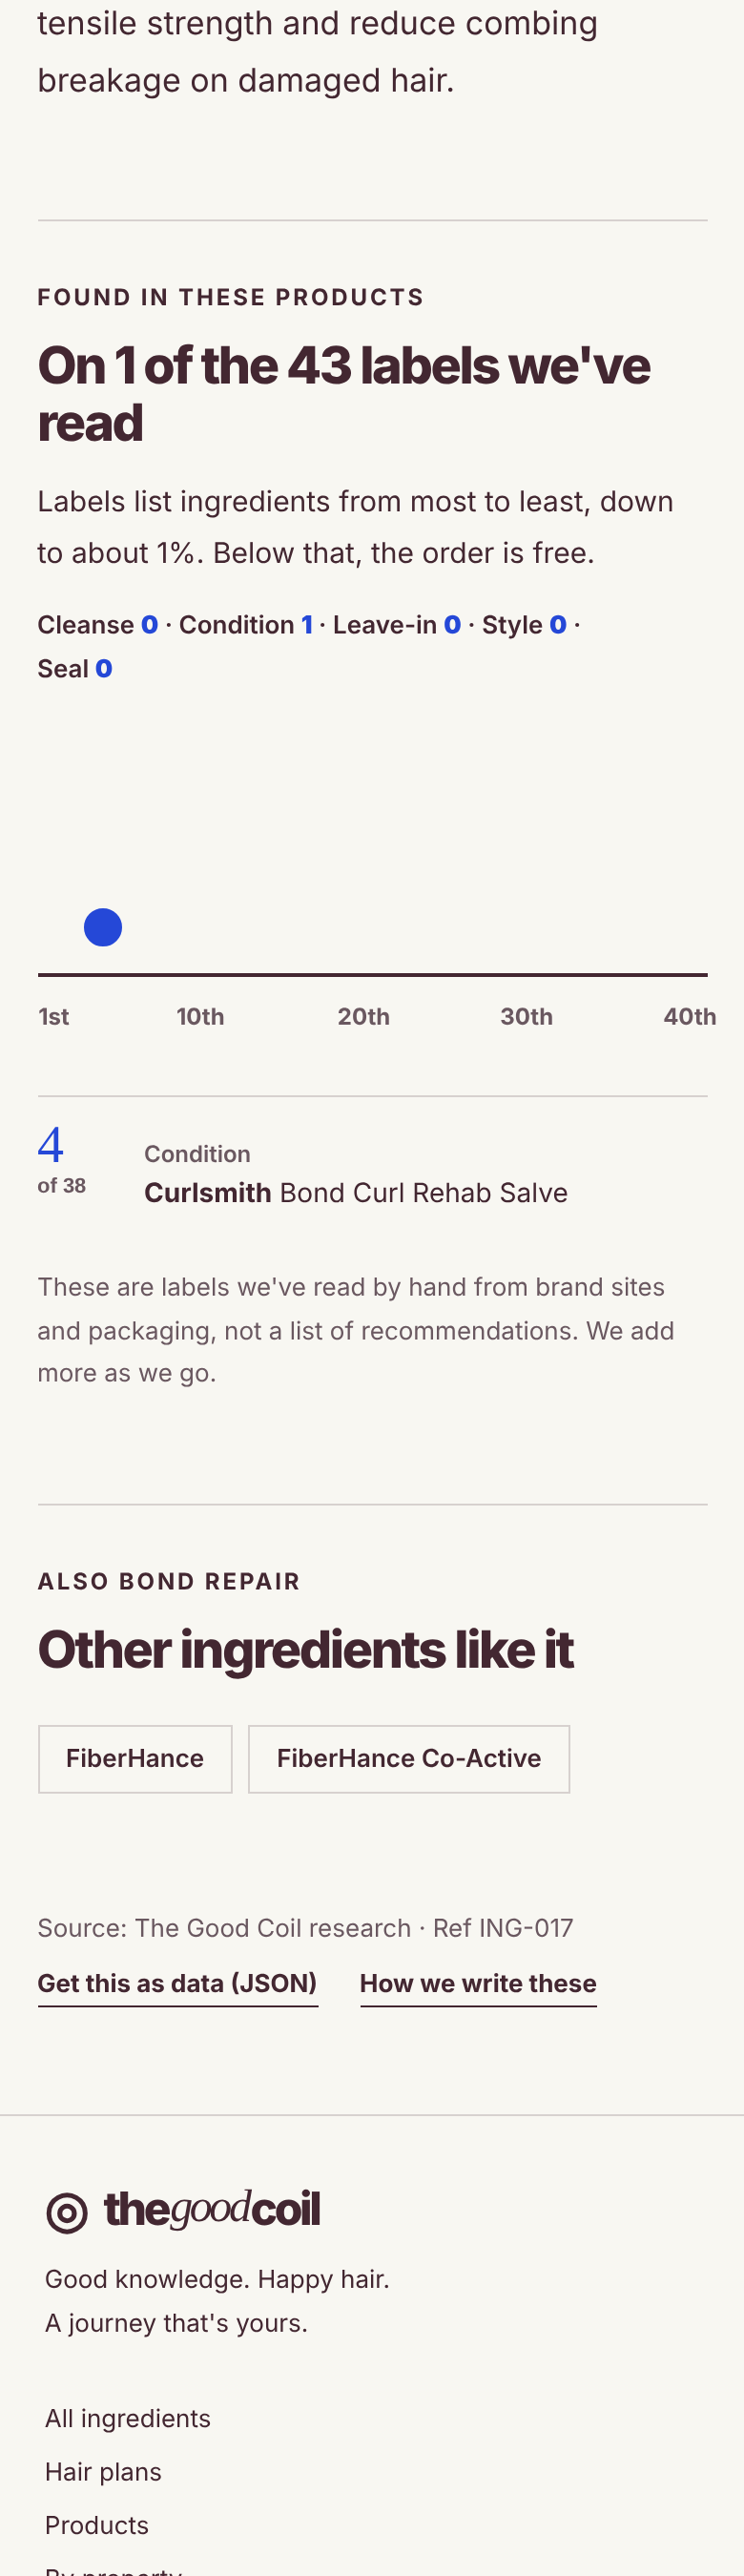 tensile strength and reduce combing
breakage on damaged hair.
FOUND IN THESE PRODUCTS
On 1 of the 43 labels we've
read
Labels list ingredients from most to least, down
to about 1%. Below that, the order is free.
Cleanse 0 · Condition 1 · Leave-in 0 · Style 0 ·
Seal 0
1st 10th 20th 30th 40th
4
of 38
Condition
Curlsmith Bond Curl Rehab Salve
These are labels we've read by hand from brand sites
and packaging, not a list of recommendations. We add
more as we go.
ALSO BOND REPAIR
Other ingredients like it
FiberHance FiberHance Co-Active
Source: The Good Coil research · Ref ING-017
Get this as data (JSON) How we write these
thegoodcoil
Good knowledge. Happy hair.
A journey that's yours.
All ingredients
Hair plans
Products
By property